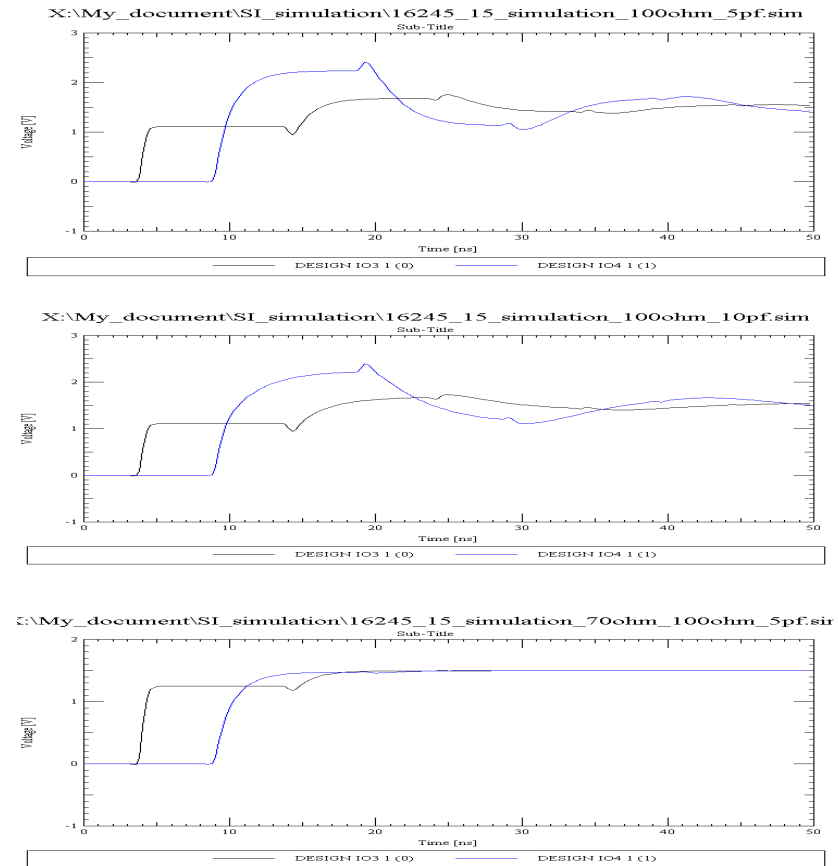 X:\My_document\SI_simulation\16245_15_simulation_100ohm_5pf.sim
Sub-Title
3
2
1
0
-1
Voltage [V]
0 10 20 30 40 50
Time [ns]
DESIGN IO3 1 (0) DESIGN IO4 1 (1)
X:\My_document\SI_simulation\16245_15_simulation_100ohm_10pf.sim
Sub-Title
3
2
1
0
-1
Voltage [V]
0 10 20 30 40 50
Time [ns]
DESIGN IO3 1 (0) DESIGN IO4 1 (1)
:\My_document\SI_simulation\16245_15_simulation_70ohm_100ohm_5pf.sir
Sub-Title
2
1
0
-1
Voltage [V]
0 10 20 30 40 50
Time [ns]
DESIGN IO3 1 (0) DESIGN IO4 1 (1)